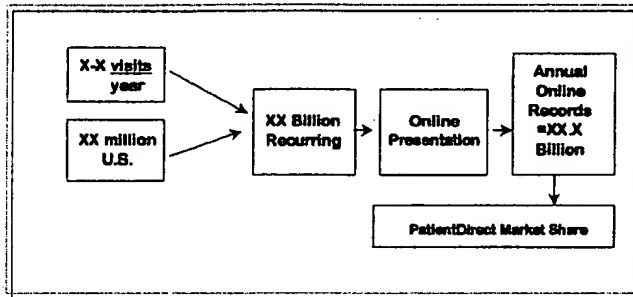 X-X visits
year
XX million
U.S.
XX Billion
Recurring
Online
Presentation
Annual
Online
Records
=XX.X
Billion
PatientDirect Market Share